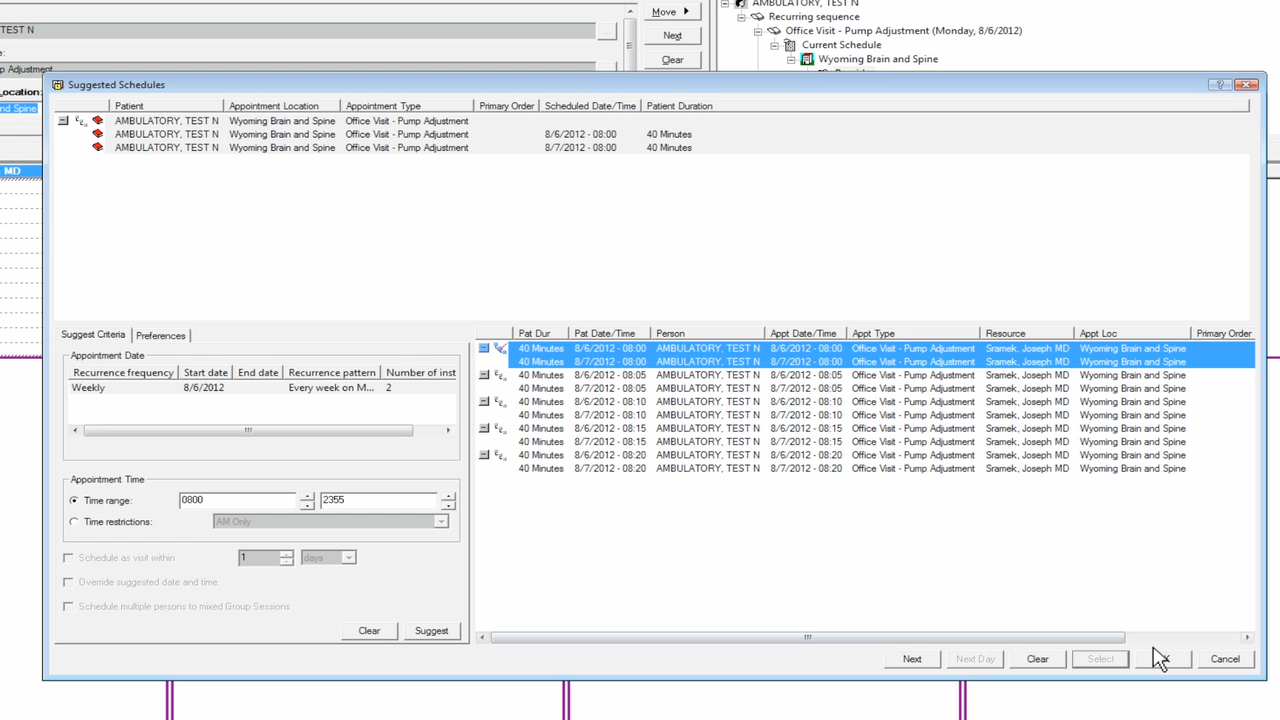 TEST N
Move
Next
Clear
AMBULATORY, TEST N
Recurring sequence
Office Visit - Pump Adjustment (Monday, 8/6/2012)
Current Schedule
Wyoming Brain and Spine
p Adjustment
Location:
nd Spine
MD
Suggested Schedules
Patient Appointment Location Appointment Type Primary Order Scheduled Date/Time Patient Duration
AMBULATORY, TEST N Wyoming Brain and Spine Office Visit - Pump Adjustment
AMBULATORY, TEST N Wyoming Brain and Spine Office Visit - Pump Adjustment 8/6/2012 - 08:00 40 Minutes
AMBULATORY, TEST N Wyoming Brain and Spine Office Visit - Pump Adjustment 8/7/2012 - 08:00 40 Minutes
Suggest Criteria Preferences
Appointment Date
Recurrence frequency Start date End date Recurrence pattern Number of inst
Weekly 8/6/2012 Every week on M... 2
Appointment Time
Time range: 0800 2355
Time restrictions: AM Only
Schedule as visit within 1 days
Override suggested date and time
Schedule multiple persons to mixed Group Sessions
Clear Suggest
Pat Dur Pat Date/Time Person Appt Date/Time Appt Type Resource Appt Loc Primary Order
40 Minutes 8/6/2012 - 08:00 AMBULATORY, TEST N 8/6/2012 - 08:00 Office Visit - Pump Adjustment Sramek, Joseph MD Wyoming Brain and Spine
40 Minutes 8/7/2012 - 08:00 AMBULATORY, TEST N 8/7/2012 - 08:00 Office Visit - Pump Adjustment Sramek, Joseph MD Wyoming Brain and Spine
40 Minutes 8/6/2012 - 08:05 AMBULATORY, TEST N 8/6/2012 - 08:05 Office Visit - Pump Adjustment Sramek, Joseph MD Wyoming Brain and Spine
40 Minutes 8/7/2012 - 08:05 AMBULATORY, TEST N 8/7/2012 - 08:05 Office Visit - Pump Adjustment Sramek, Joseph MD Wyoming Brain and Spine
40 Minutes 8/6/2012 - 08:10 AMBULATORY, TEST N 8/6/2012 - 08:10 Office Visit - Pump Adjustment Sramek, Joseph MD Wyoming Brain and Spine
40 Minutes 8/7/2012 - 08:10 AMBULATORY, TEST N 8/7/2012 - 08:10 Office Visit - Pump Adjustment Sramek, Joseph MD Wyoming Brain and Spine
40 Minutes 8/6/2012 - 08:15 AMBULATORY, TEST N 8/6/2012 - 08:15 Office Visit - Pump Adjustment Sramek, Joseph MD Wyoming Brain and Spine
40 Minutes 8/7/2012 - 08:15 AMBULATORY, TEST N 8/7/2012 - 08:15 Office Visit - Pump Adjustment Sramek, Joseph MD Wyoming Brain and Spine
40 Minutes 8/6/2012 - 08:20 AMBULATORY, TEST N 8/6/2012 - 08:20 Office Visit - Pump Adjustment Sramek, Joseph MD Wyoming Brain and Spine
40 Minutes 8/7/2012 - 08:20 AMBULATORY, TEST N 8/7/2012 - 08:20 Office Visit - Pump Adjustment Sramek, Joseph MD Wyoming Brain and Spine
Next Next Day Clear Select Cancel